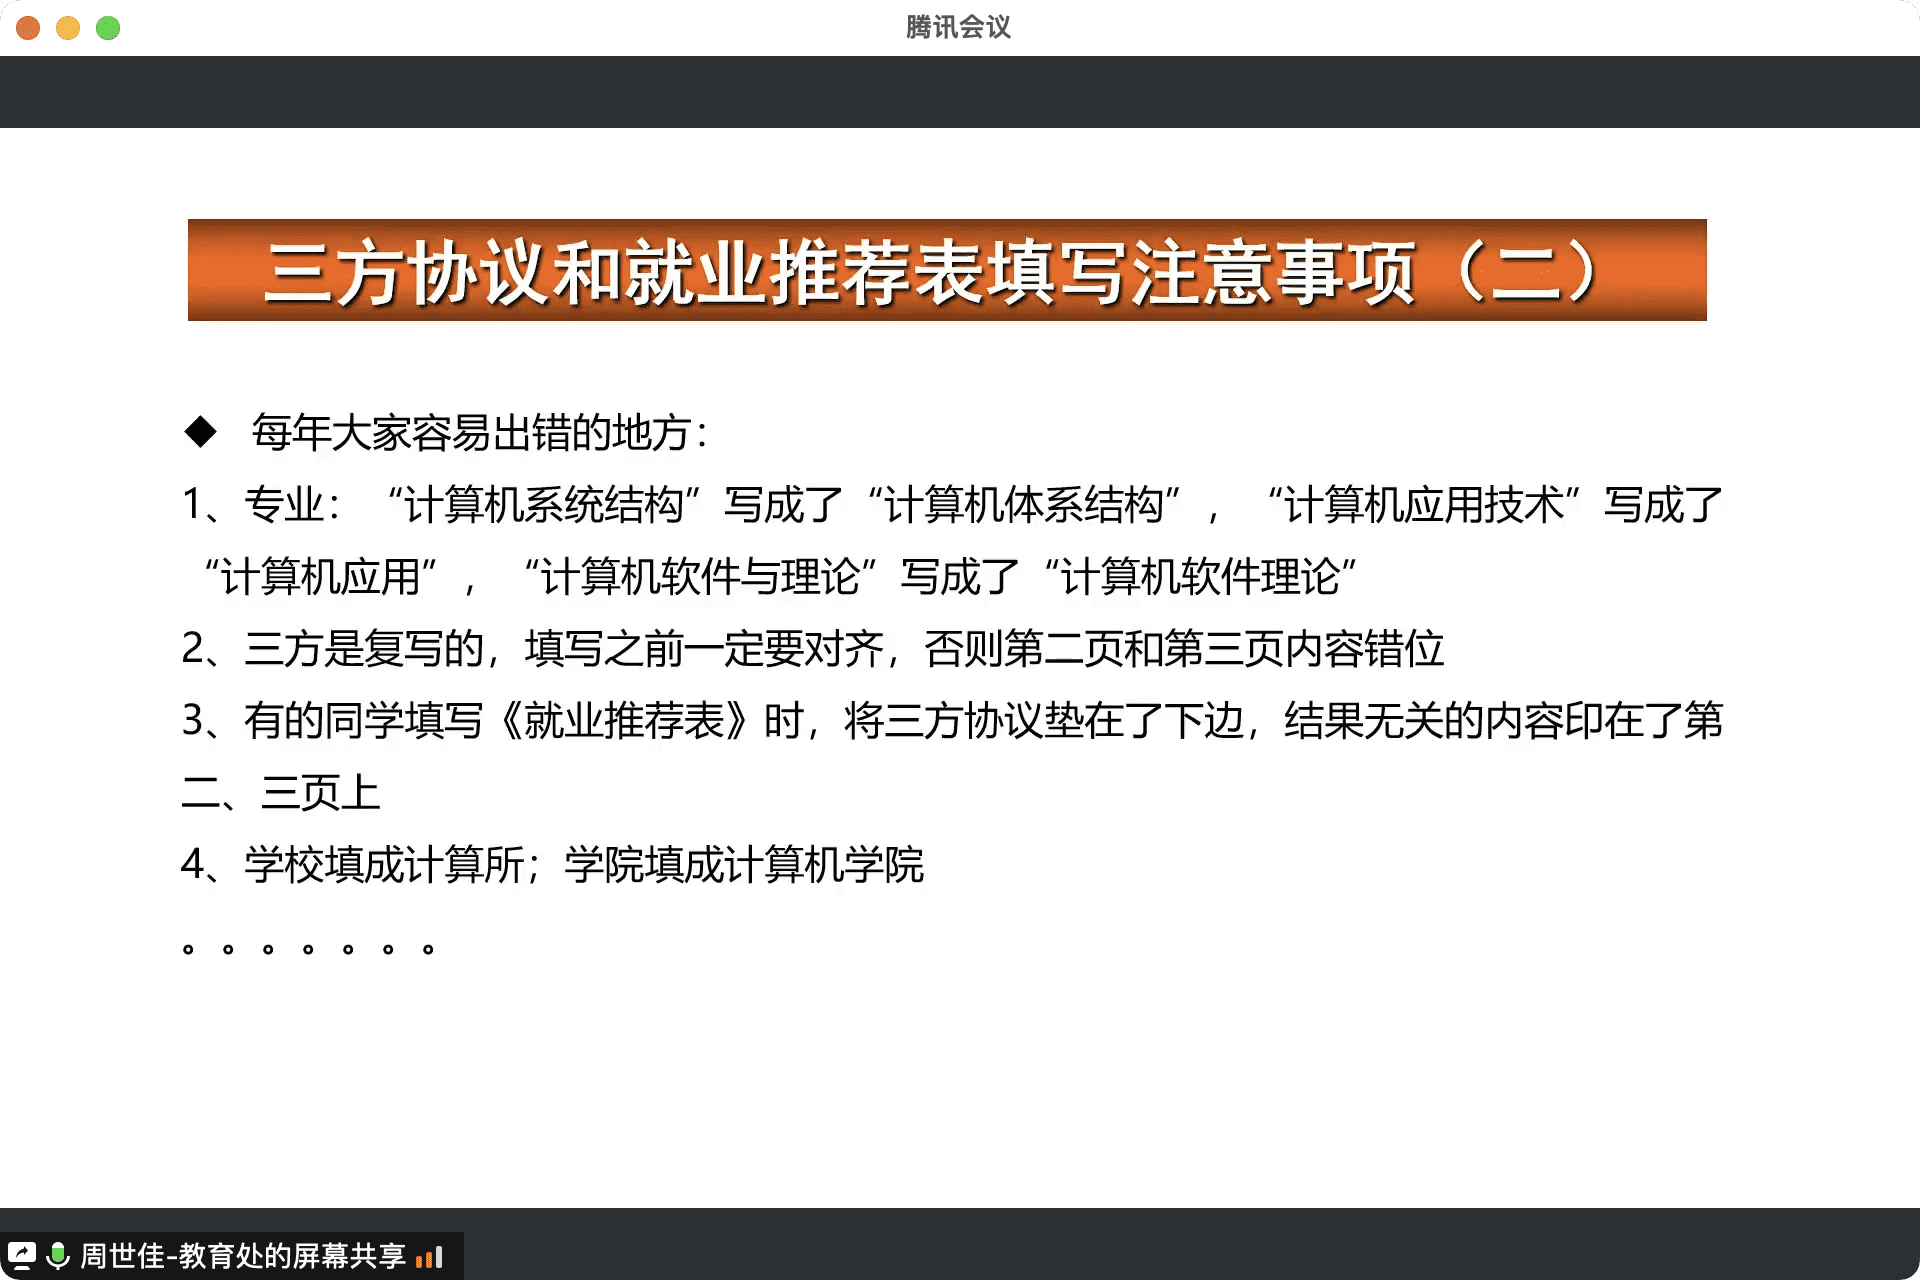 腾讯会议
三方协议和就业推荐表填写注意事项（二）
◆ 每年大家容易出错的地方：
1、专业：“计算机系统结构”写成了“计算机体系结构”，“计算机应用技术”写成了
“计算机应用”，“计算机软件与理论”写成了“计算机软件理论”
2、三方是复写的，填写之前一定要对齐，否则第二页和第三页内容错位
3、有的同学填写《就业推荐表》时，将三方协议垫在了下边，结果无关的内容印在了第
二、三页上
4、学校填成计算所；学院填成计算机学院
。。。。。。。
周世佳-教育处的屏幕共享